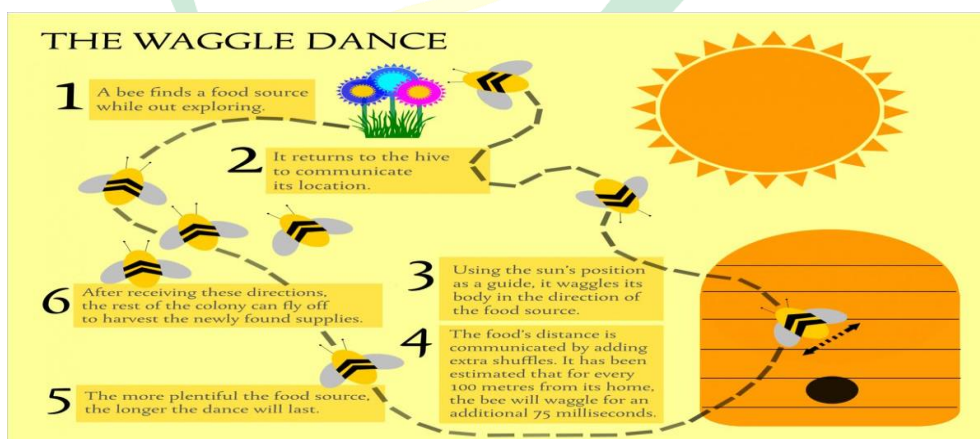 THE WAGGLE DANCE
1
A bee finds a food source
while out exploring.
2
It returns to the hive
to communicate
its location.
3
Using the sun's position
as a guide, it waggles its
body in the direction of
the food source.
4
The food's distance is
communicated by adding
extra shuffles. It has been
estimated that for every
100 metres from its home,
the bee will waggle for an
additional 75 milliseconds.
5
The more plentiful the food source,
the longer the dance will last.
6
After receiving these directions,
the rest of the colony can fly off
to harvest the newly found supplies.